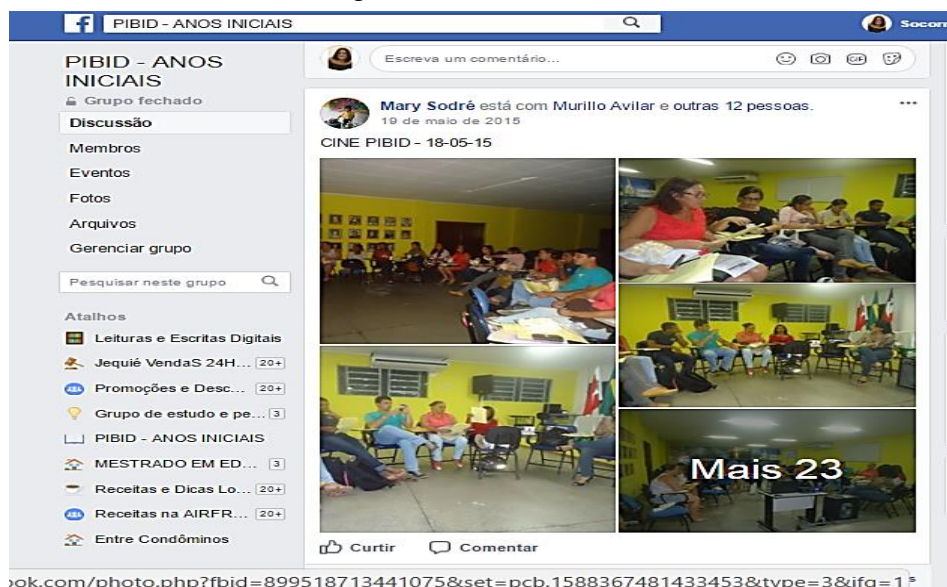 PIBID - ANOS INICIAIS
Socorr
PIBID - ANOS
INICIAIS
Grupo fechado
Discussão
Membros
Eventos
Fotos
Arquivos
Gerenciar grupo
Pesquisar neste grupo
Atalhos
Leituras e Escritas Digitais
Jequié VendaS 24H... 20+
Promoções e Desc... 20+
Grupo de estudo e pe... 3
PIBID - ANOS INICIAIS
MESTRADO EM ED... 3
Receitas e Dicas Lo... 20+
Receitas na AIRFR... 20+
Entre Condôminos
Escreva um comentário...
GIF
Mary Sodré está com Murillo Avilar e outras 12 pessoas.
19 de maio de 2015
CINE PIBID - 18-05-15
Mais 23
Curtir Comentar
ook.com/photo.php?fbid=899518713441075&set=pcb.1588367481433453&type=3&ifg=1